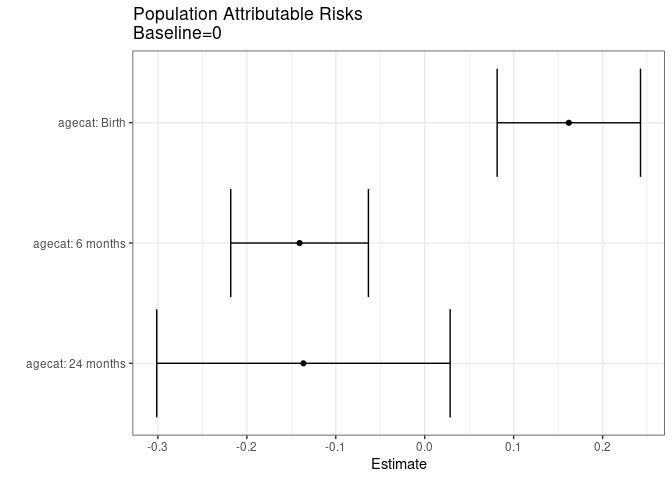 Population Attributable Risks
Baseline=0
agecat: Birth
agecat: 6 months
agecat: 24 months
-0.3 -0.2 -0.1 0.0 0.1 0.2
Estimate